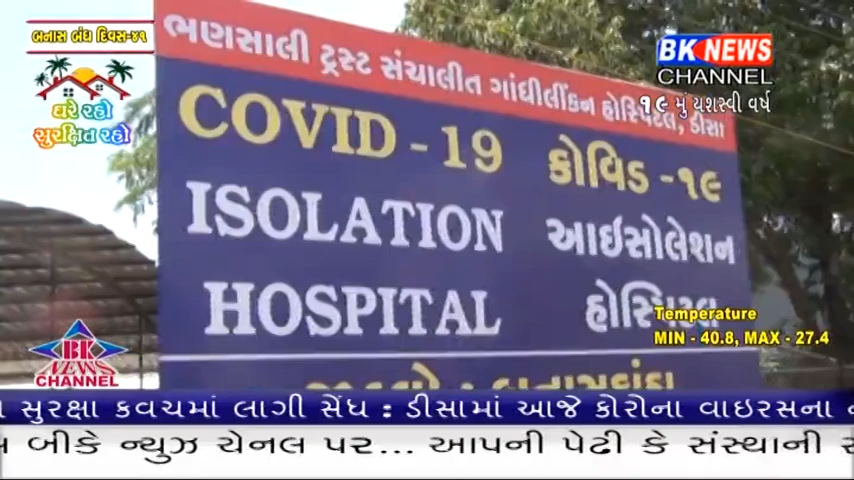 બનાસ બંધ દિવસ-૪૧
ઘરે રહો
સુરક્ષિત રહો
BK NEWS
CHANNEL
૧૯ મું યશસ્વી વર્ષ
ભણસાલી ટ્રસ્ટ સંચાલીત ગાંધીલીંકન હોસ્પિટલ, ડીસા
COVID - 19
ISOLATION
HOSPITAL
કોવિડ - ૧૯
આઈસોલેશન
હોસ્પિટલ
Temperature
MIN - 40.8, MAX - 27.4
BK
NEWS
CHANNEL
સુરક્ષા કવચમાં લાગી સેંધ : ડીસામાં આજે કોરોના વાઇરસના
બીકે ન્યુઝ ચેનલ પર... આપની પેઢી કે સંસ્થાની